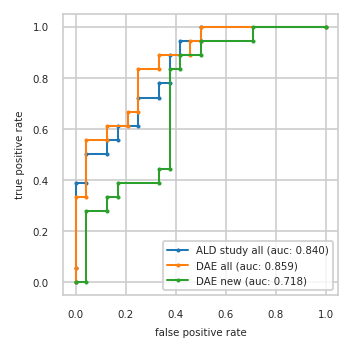 1.0
0.8
0.6
0.4
0.2
0.0
true positive rate
ALD study all (auc: 0.840)
DAE all (auc: 0.859)
DAE new (auc: 0.718)
0.0 0.2 0.4 0.6 0.8 1.0
false positive rate